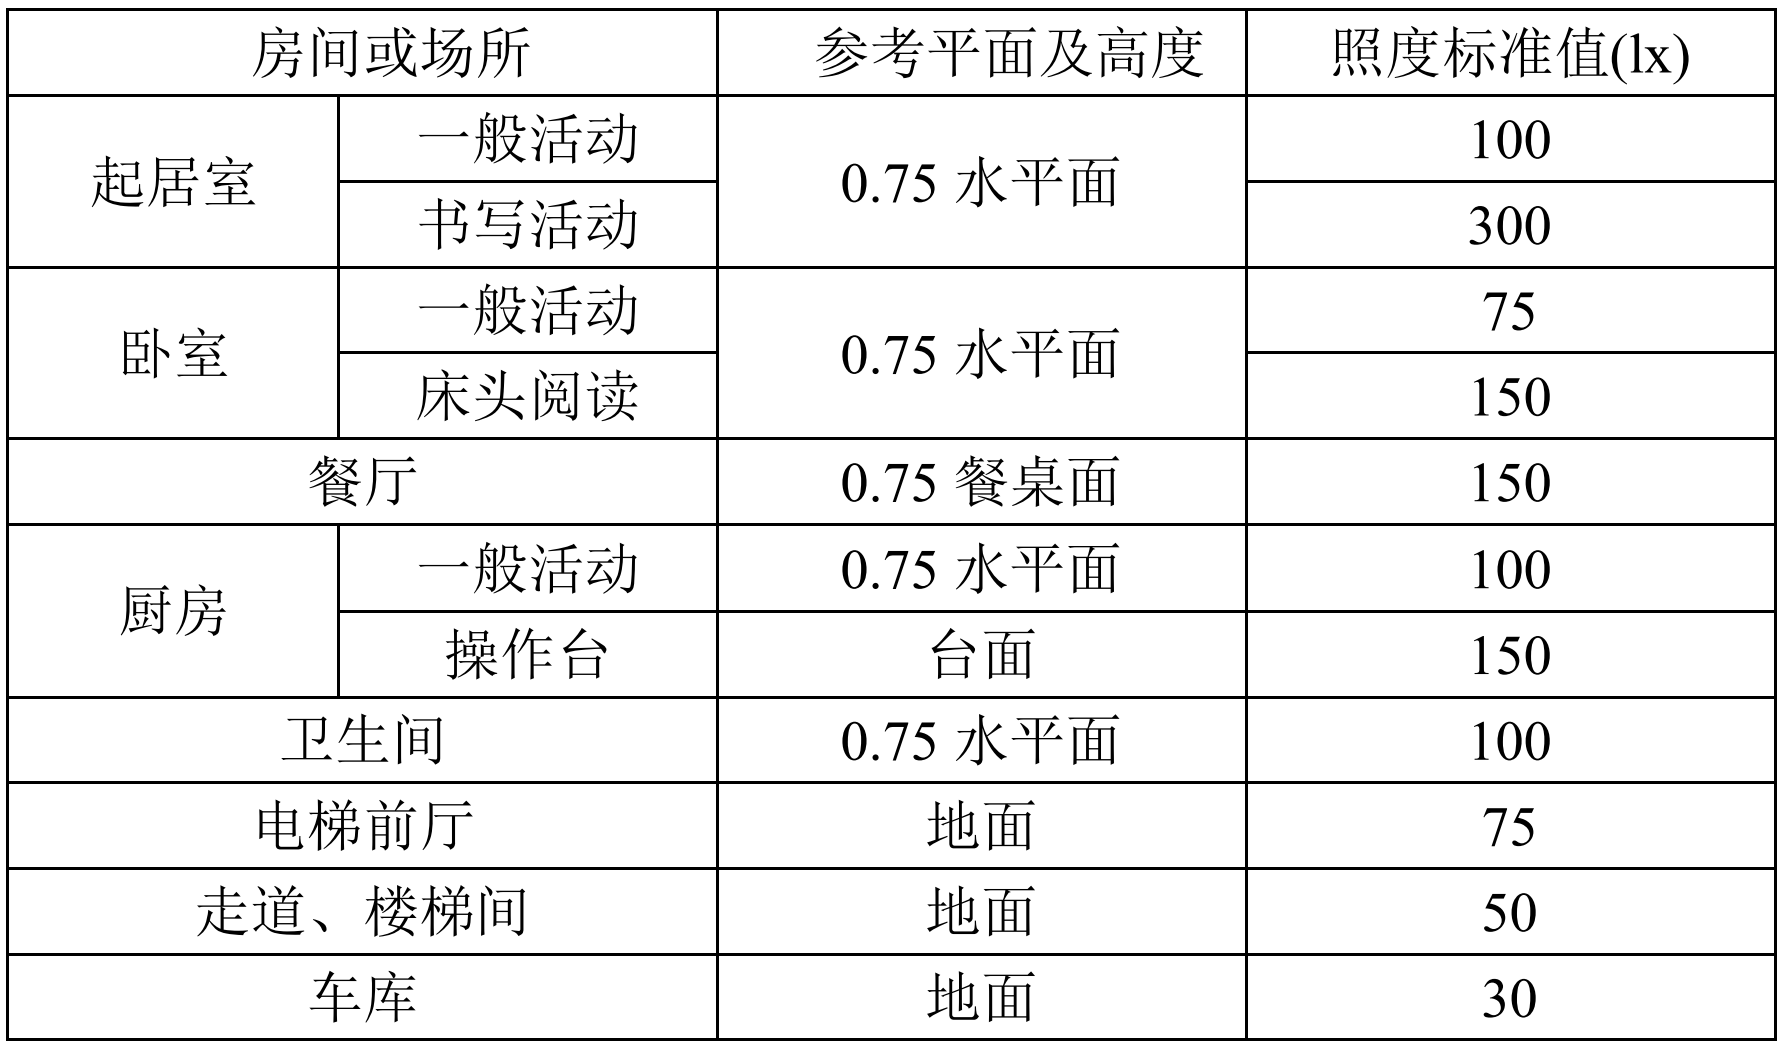 房间或场所 参考平面及高度 照度标准值(lx)
起居室 一般活动 0.75 水平面 100
书写活动 300
卧室 一般活动 0.75 水平面 75
床头阅读 150
餐厅 0.75 餐桌面 150
厨房 一般活动 0.75 水平面 100
操作台 台面 150
卫生间 0.75 水平面 100
电梯前厅 地面 75
走道、楼梯间 地面 50
车库 地面 30